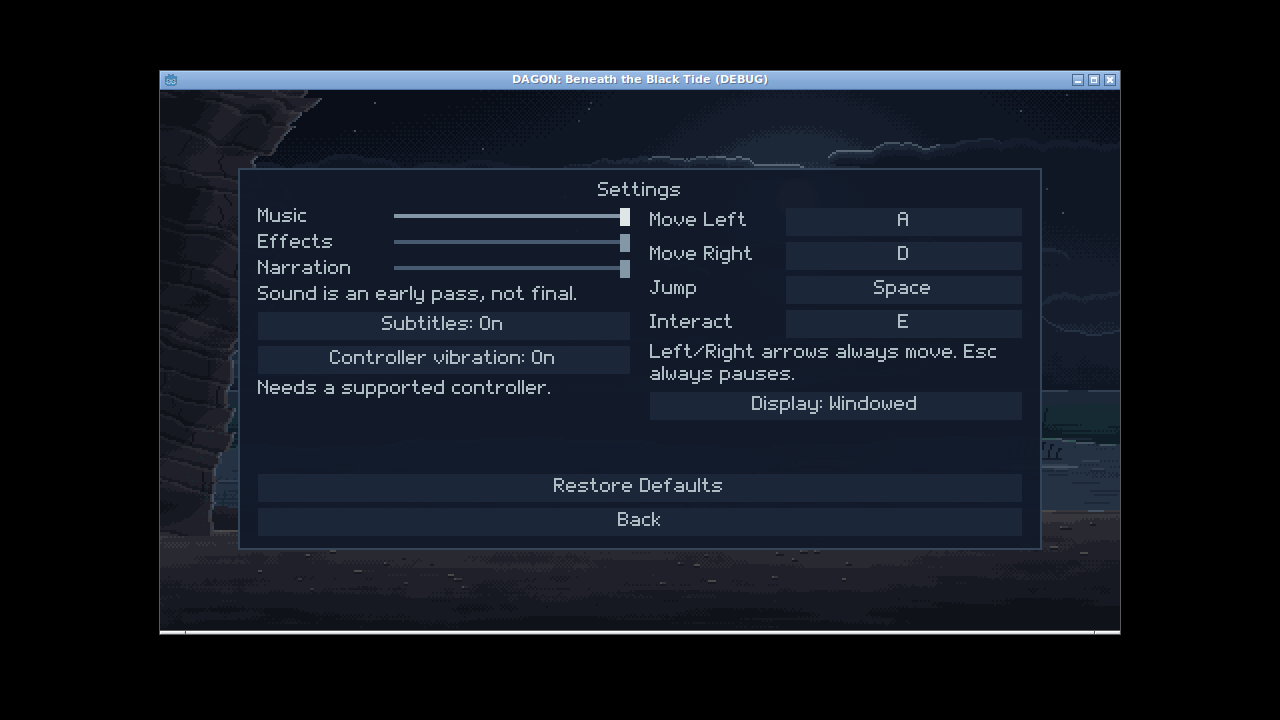 DAGON: Beneath the Black Tide (DEBUG)
Settings
Music
Effects
Narration
Sound is an early pass, not final.
Subtitles: On
Controller vibration: On
Needs a supported controller.
Move Left A
Move Right D
Jump Space
Interact E
Left/Right arrows always move. Esc
always pauses.
Display: Windowed
Restore Defaults
Back